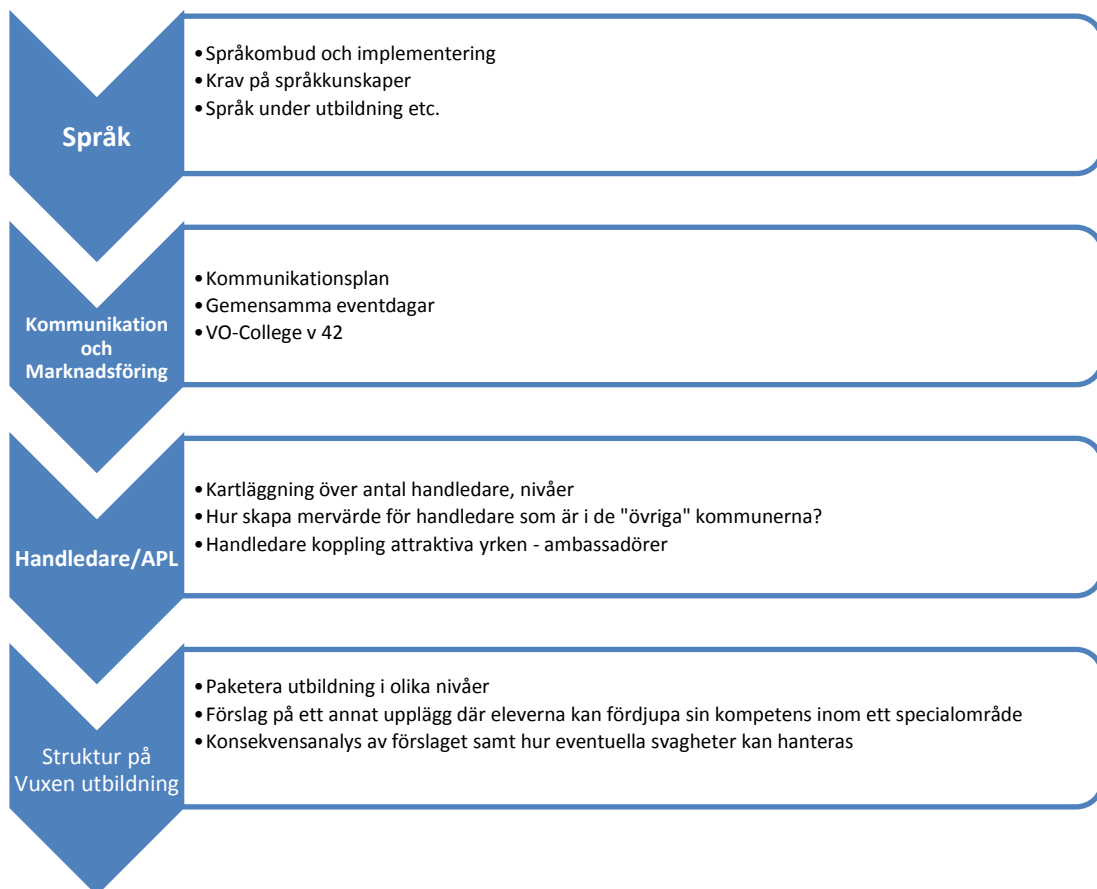 Språk
•Språkombud och implementering
•Krav på språkkunskaper
•Språk under utbildning etc.
Kommunikation
och
Marknadsföring
•Kommunikationsplan
•Gemensamma eventdagar
•VO-College v 42
Handledare/APL
•Kartläggning över antal handledare, nivåer
•Hur skapa mervärde för handledare som är i de "övriga" kommunerna?
•Handledare koppling attraktiva yrken - ambassadörer
Struktur på
Vuxen utbildning
•Paketera utbildning i olika nivåer
•Förslag på ett annat upplägg där eleverna kan fördjupa sin kompetens inom ett specialområde
•Konsekvensanalys av förslaget samt hur eventuella svagheter kan hanteras